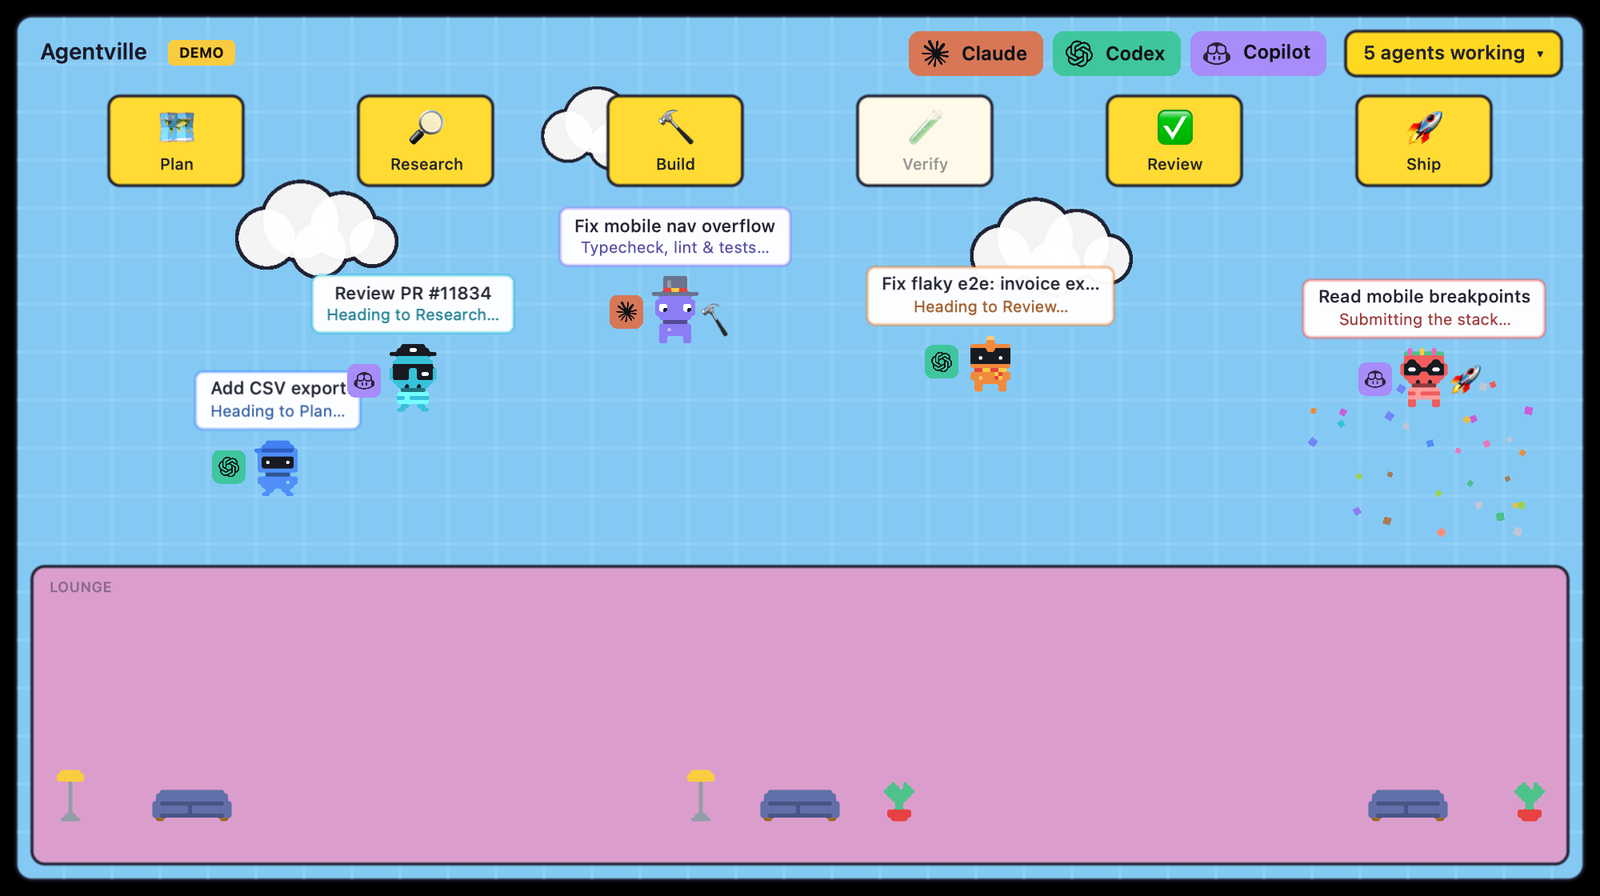 Agentville
DEMO
Claude
Codex
Copilot
5 agents working
Plan
Research
Build
Verify
Review
Ship
Fix mobile nav overflow
Typecheck, lint & tests...
Review PR #11834
Heading to Research...
Fix flaky e2e: invoice ex...
Heading to Review...
Read mobile breakpoints
Submitting the stack...
Add CSV export
Heading to Plan...
LOUNGE